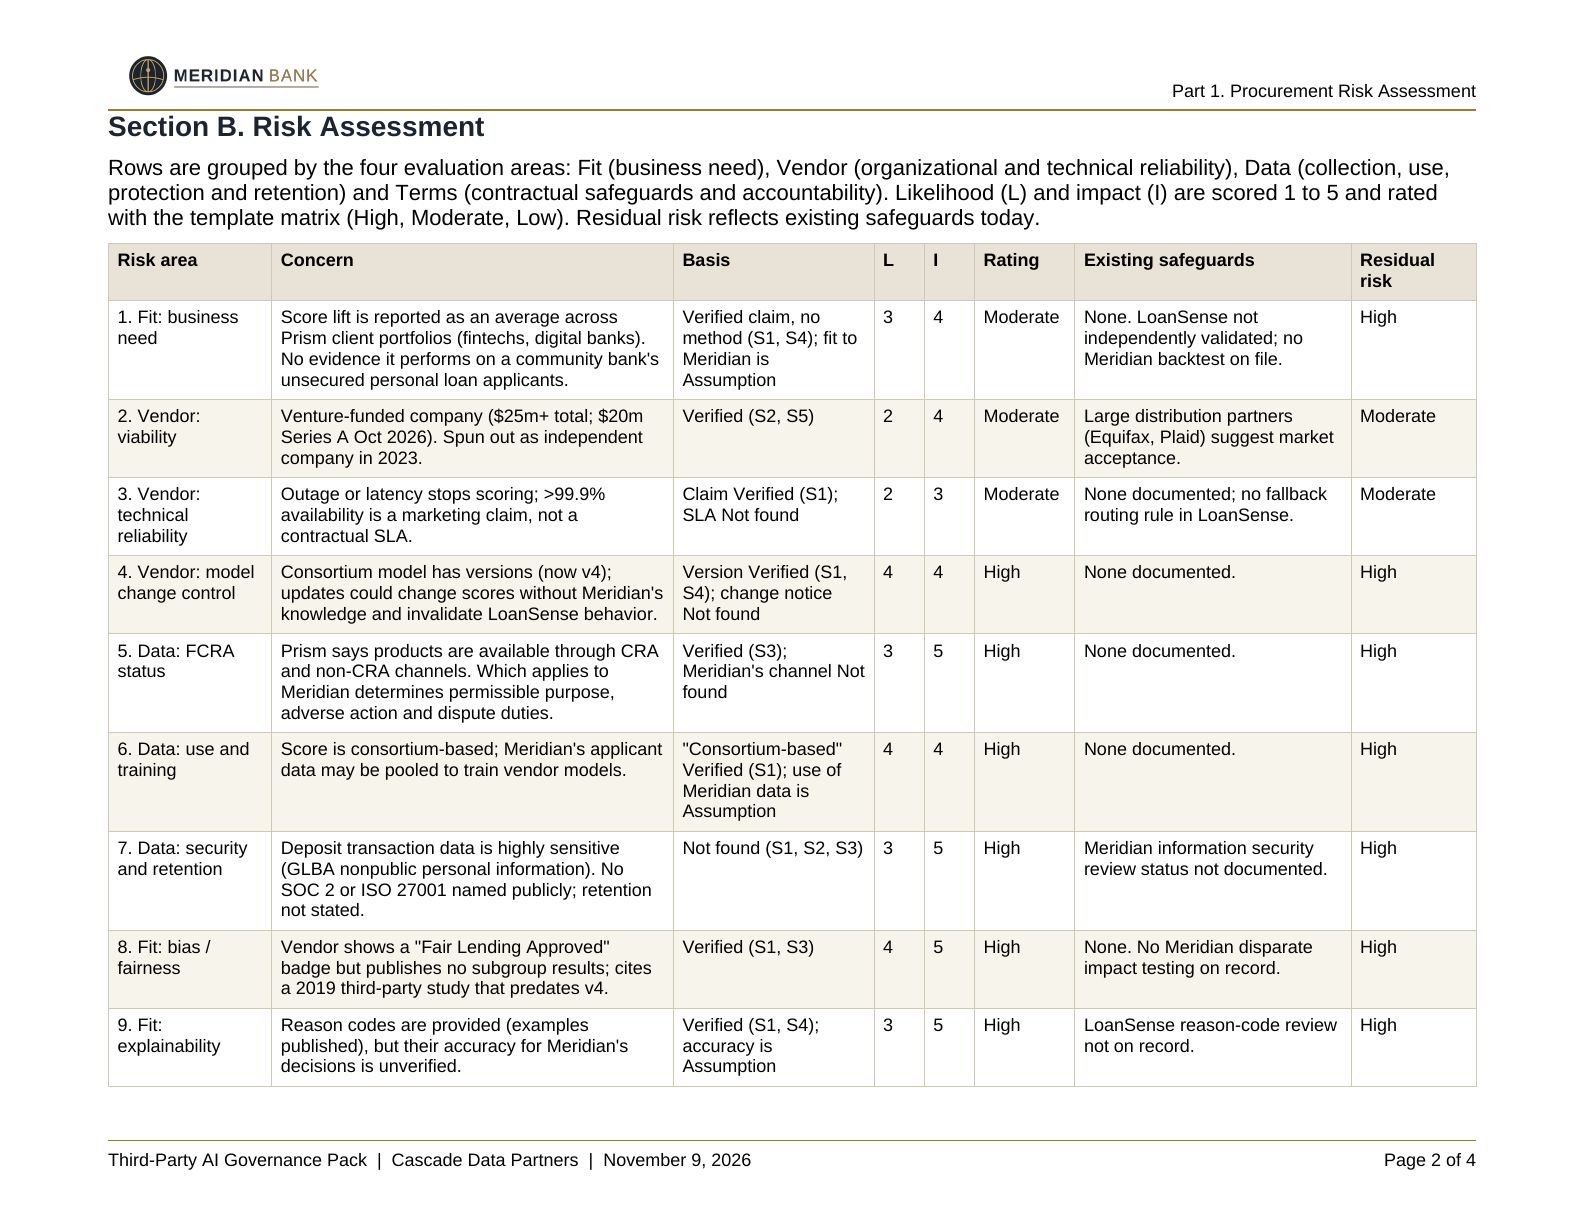 MERIDIAN BANK
Part 1. Procurement Risk Assessment
Section B. Risk Assessment
Rows are grouped by the four evaluation areas: Fit (business need), Vendor (organizational and technical reliability), Data (collection, use,
protection and retention) and Terms (contractual safeguards and accountability). Likelihood (L) and impact (I) are scored 1 to 5 and rated
with the template matrix (High, Moderate, Low). Residual risk reflects existing safeguards today.
Risk area
Concern
Basis
L
I
Rating
Existing safeguards
Residual
risk
1. Fit: business
need
Score lift is reported as an average across
Prism client portfolios (fintechs, digital banks).
No evidence it performs on a community bank's
unsecured personal loan applicants.
Verified claim, no
method (S1, S4); fit to
Meridian is
Assumption
3
4
Moderate
None. LoanSense not
independently validated; no
Meridian backtest on file.
High
2. Vendor:
viability
Venture-funded company ($25m+ total; $20m
Series A Oct 2026). Spun out as independent
company in 2023.
Verified (S2, S5)
2
4
Moderate
Large distribution partners
(Equifax, Plaid) suggest market
acceptance.
Moderate
3. Vendor:
technical
reliability
Outage or latency stops scoring; >99.9%
availability is a marketing claim, not a
contractual SLA.
Claim Verified (S1);
SLA Not found
2
3
Moderate
None documented; no fallback
routing rule in LoanSense.
Moderate
4. Vendor: model
change control
Consortium model has versions (now v4);
updates could change scores without Meridian's
knowledge and invalidate LoanSense behavior.
Version Verified (S1,
S4); change notice
Not found
4
4
High
None documented.
High
5. Data: FCRA
status
Prism says products are available through CRA
and non-CRA channels. Which applies to
Meridian determines permissible purpose,
adverse action and dispute duties.
Verified (S3);
Meridian's channel Not
found
3
5
High
None documented.
High
6. Data: use and
training
Score is consortium-based; Meridian's applicant
data may be pooled to train vendor models.
"Consortium-based"
Verified (S1); use of
Meridian data is
Assumption
4
4
High
None documented.
High
7. Data: security
and retention
Deposit transaction data is highly sensitive
(GLBA nonpublic personal information). No
SOC 2 or ISO 27001 named publicly; retention
not stated.
Not found (S1, S2, S3)
3
5
High
Meridian information security
review status not documented.
High
8. Fit: bias /
fairness
Vendor shows a "Fair Lending Approved"
badge but publishes no subgroup results; cites
a 2019 third-party study that predates v4.
Verified (S1, S3)
4
5
High
None. No Meridian disparate
impact testing on record.
High
9. Fit:
explainability
Reason codes are provided (examples
published), but their accuracy for Meridian's
decisions is unverified.
Verified (S1, S4);
accuracy is
Assumption
3
5
High
LoanSense reason-code review
not on record.
High
Third-Party AI Governance Pack | Cascade Data Partners | November 9, 2026
Page 2 of 4